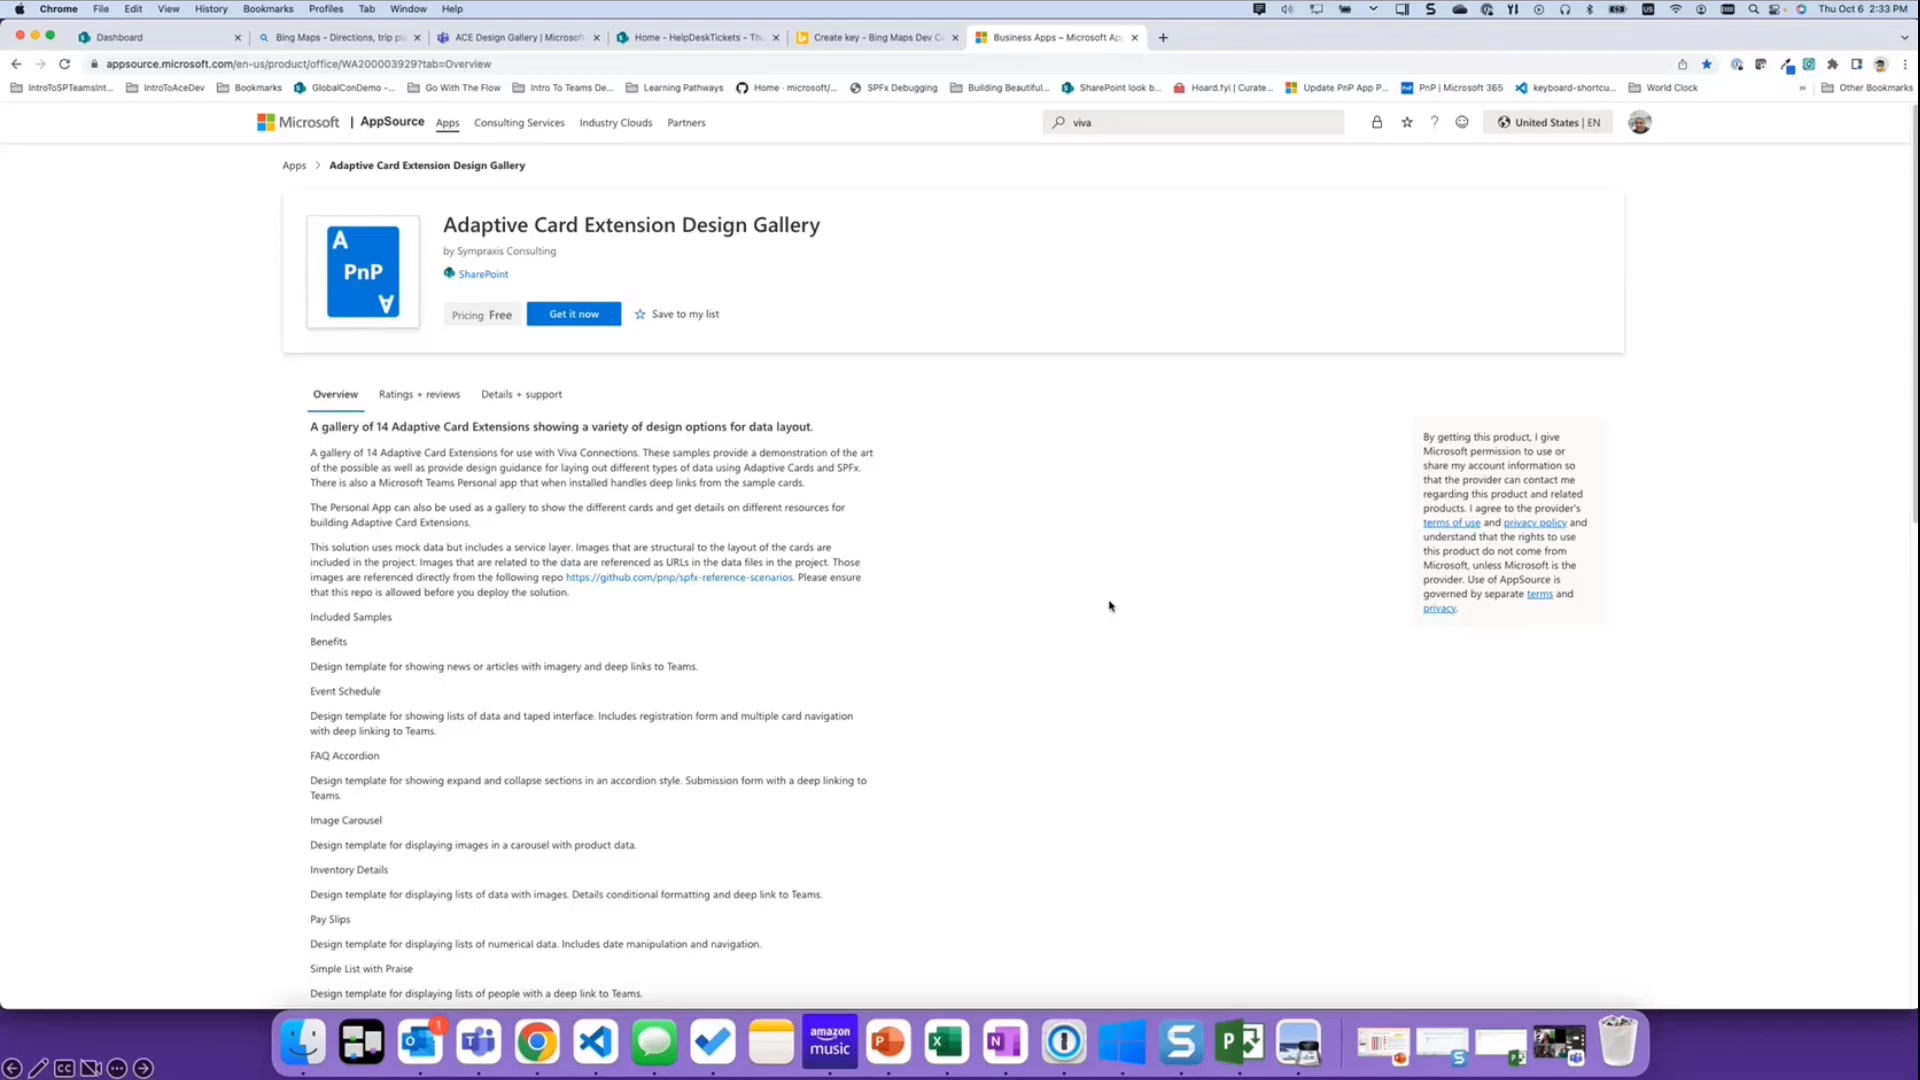 Chrome File Edit View History Bookmarks Profiles Tab Window Help Thu Oct 6 2:33 PM
Dashboard Bing Maps - Directions, trip pl ACE Design Gallery | Microsof Home - HelpDeskTickets - Th Create key - Bing Maps Dev C Business Apps – Microsoft Ap
appsource.microsoft.com/en-us/product/office/WA200003929?tab=Overview
IntroToSPTeamsInt... IntroToAceDev Bookmarks GlobalConDemo -... Go With The Flow Intro To Teams De... Learning Pathways Home · microsoft/... SPFx Debugging Building Beautiful... SharePoint look b... Hoard.fyi | Curate... Update PnP App P... PnP | Microsoft 365 keyboard-shortcu... World Clock » Other Bookmarks
Microsoft | AppSource Apps Consulting Services Industry Clouds Partners viva United States | EN
Apps > Adaptive Card Extension Design Gallery
A PnP A
Adaptive Card Extension Design Gallery
by Sympraxis Consulting
SharePoint
Pricing Free Get it now Save to my list
Overview Ratings + reviews Details + support
A gallery of 14 Adaptive Card Extensions showing a variety of design options for data layout.
A gallery of 14 Adaptive Card Extensions for use with Viva Connections. These samples provide a demonstration of the art
of the possible as well as provide design guidance for laying out different types of data using Adaptive Cards and SPFx.
There is also a Microsoft Teams Personal app that when installed handles deep links from the sample cards.
The Personal App can also be used as a gallery to show the different cards and get details on different resources for
building Adaptive Card Extensions.
This solution uses mock data but includes a service layer. Images that are structural to the layout of the cards are
included in the project. Images that are related to the data are referenced as URLs in the data files in the project. Those
images are referenced directly from the following repo https://github.com/pnp/spfx-reference-scenarios. Please ensure
that this repo is allowed before you deploy the solution.
Included Samples
Benefits
Design template for showing news or articles with imagery and deep links to Teams.
Event Schedule
Design template for showing lists of data and taped interface. Includes registration form and multiple card navigation
with deep linking to Teams.
FAQ Accordion
Design template for showing expand and collapse sections in an accordion style. Submission form with a deep linking to
Teams.
Image Carousel
Design template for displaying images in a carousel with product data.
Inventory Details
Design template for displaying lists of data with images. Details conditional formatting and deep link to Teams.
Pay Slips
Design template for displaying lists of numerical data. Includes date manipulation and navigation.
Simple List with Praise
Design template for displaying lists of people with a deep link to Teams.
By getting this product, I give
Microsoft permission to use or
share my account information so
that the provider can contact me
regarding this product and related
products. I agree to the provider's
terms of use and privacy policy and
understand that the rights to use
this product do not come from
Microsoft, unless Microsoft is the
provider. Use of AppSource is
governed by separate terms and
privacy.
amazon
music